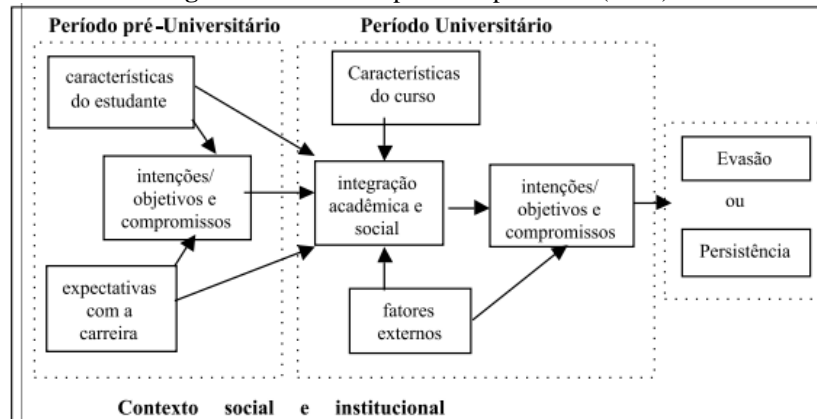 Período pré-Universitário
Período Universitário
características
do estudante
intenções/
objetivos e
compromissos
expectativas
com a
carreira
Características
do curso
integração
acadêmica e
social
fatores
externos
intenções/
objetivos e
compromissos
Evasão
ou
Persistência
Contexto social e institucional